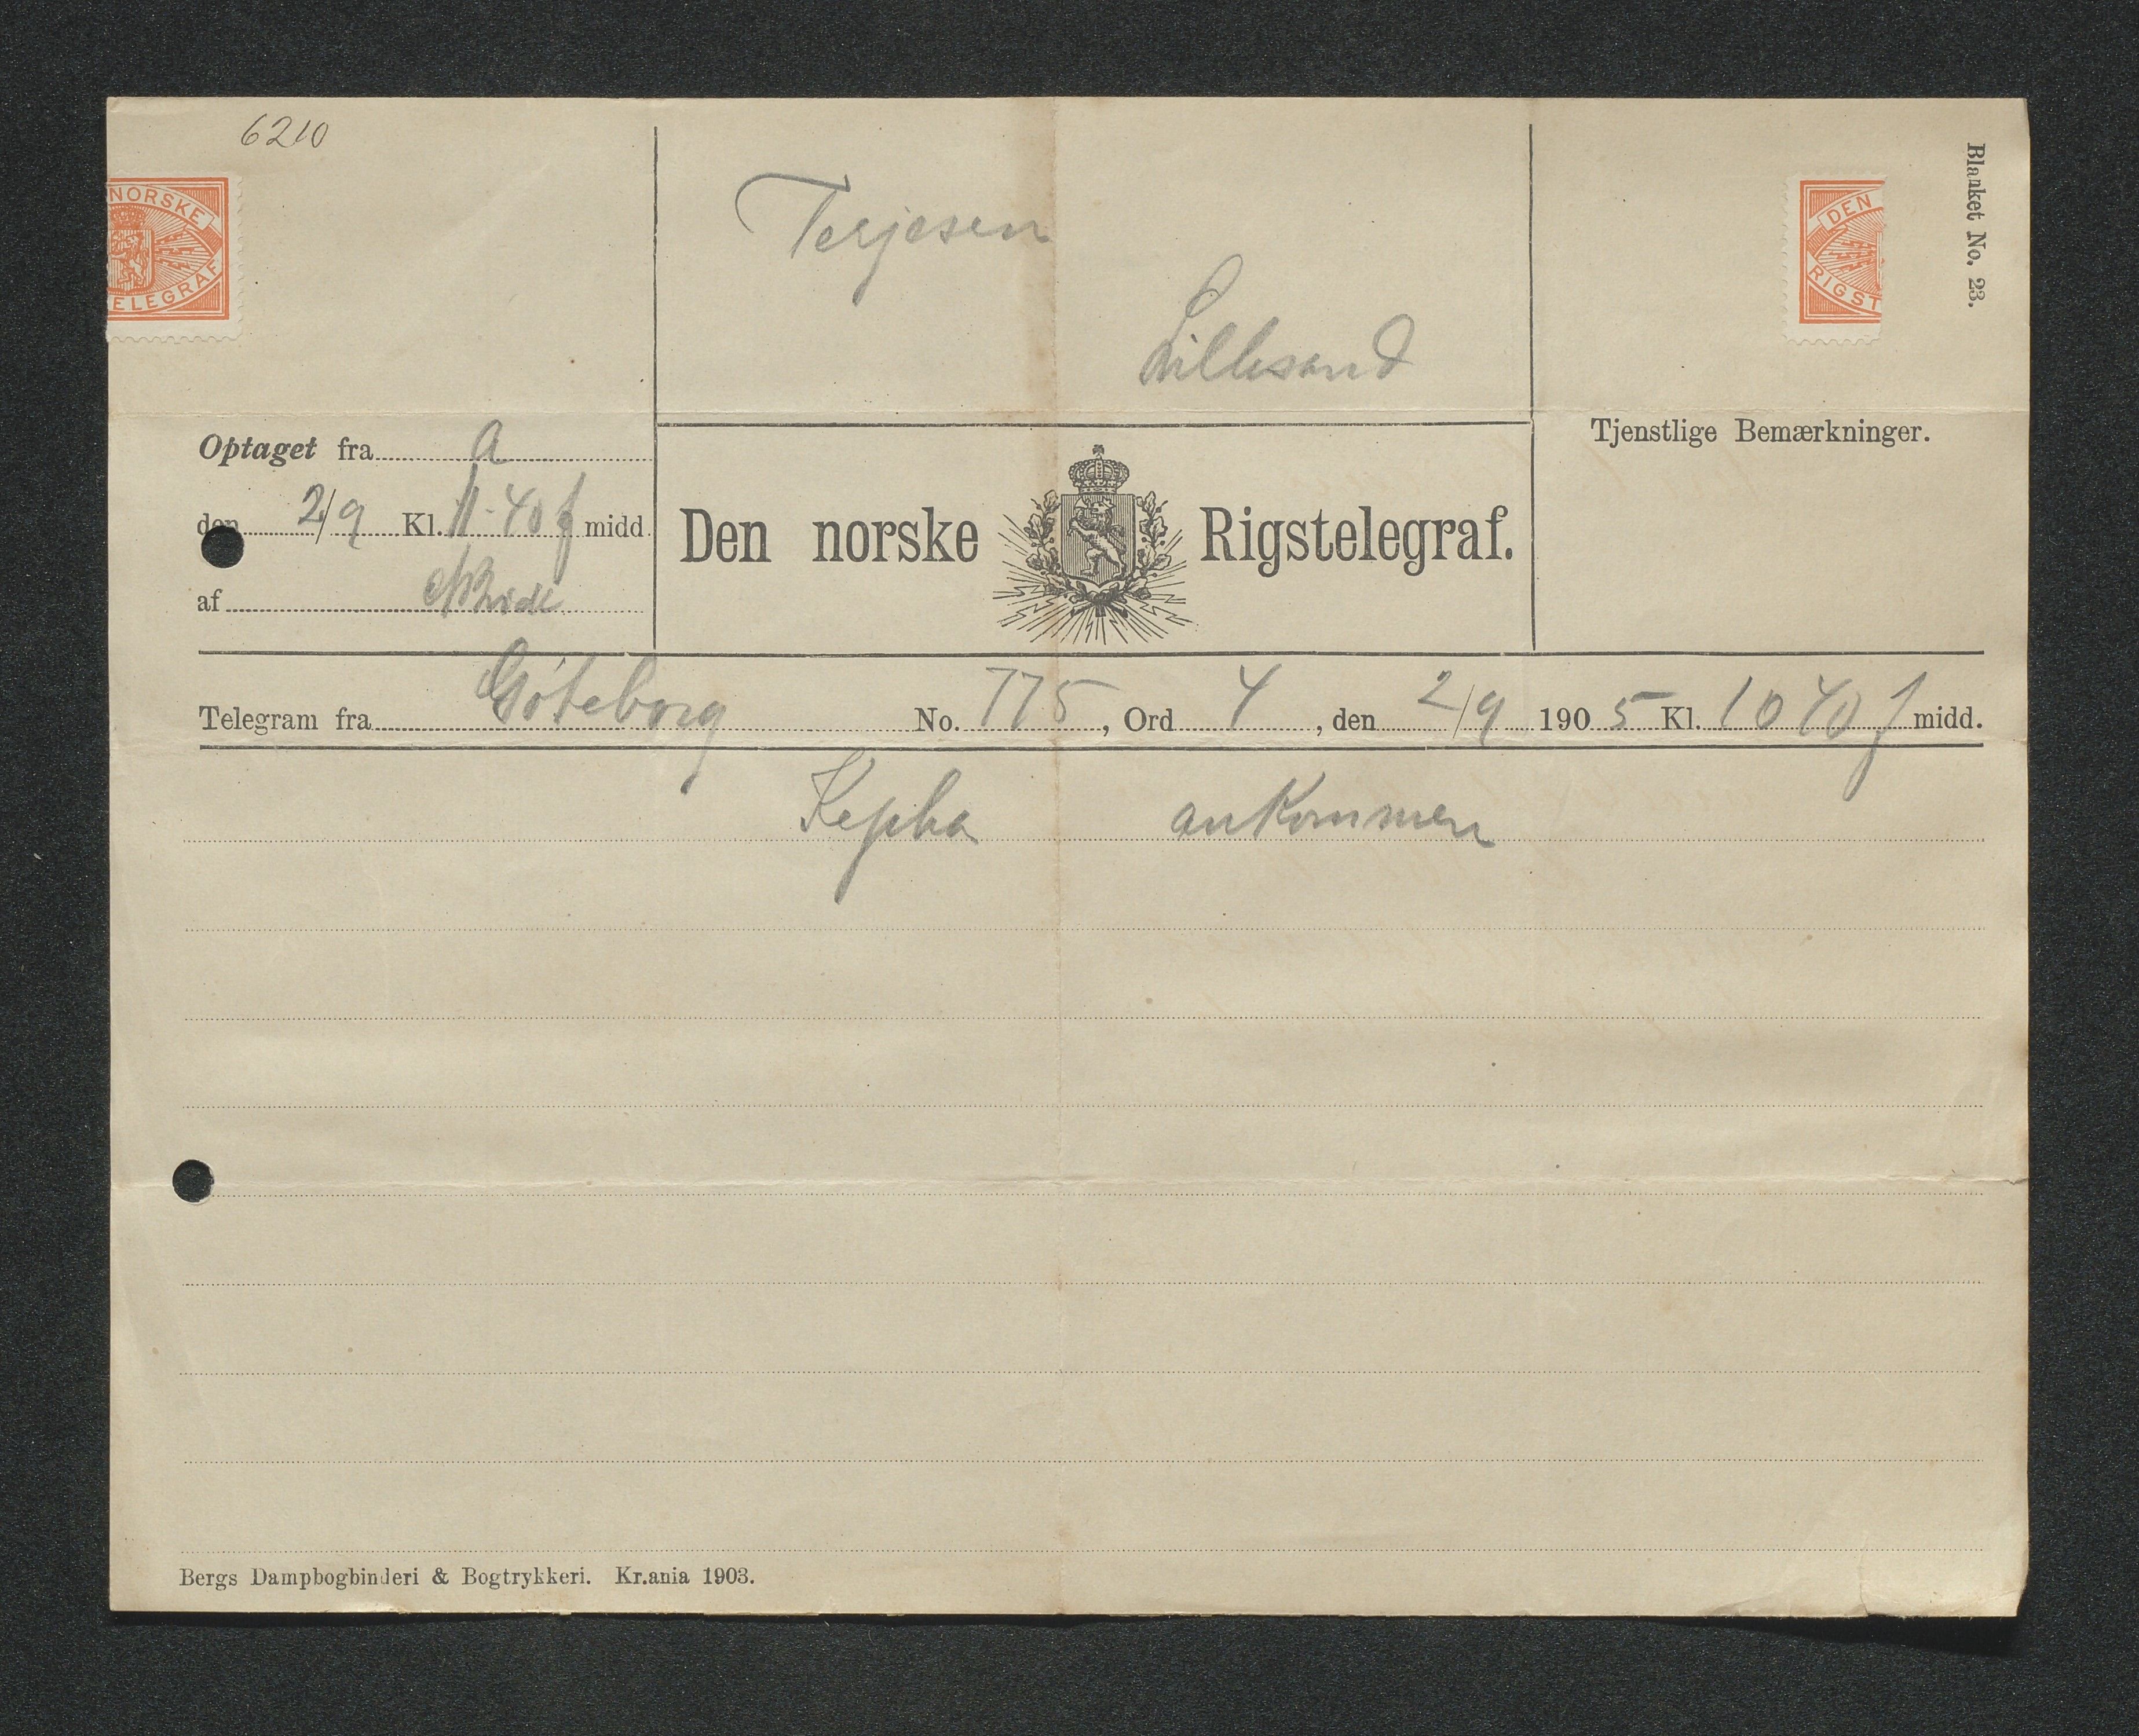 6210
NORSKE
ELEGRAF
Terjesen
Lillesand
DEN
RIGST
Blanket No. 23.
Optaget fra a
den 2/9 Kl. 11-40 f midd.
af
Den norske Rigstelegraf.
Tjenstlige Bemærkninger.
Telegram fra Göteborg No. 775, Ord 4, den 2/9 1905 Kl. 10 40 f midd.
Kepha ankommen
Bergs Dampbogbinderi & Bogtrykkeri. Kr.ania 1903.